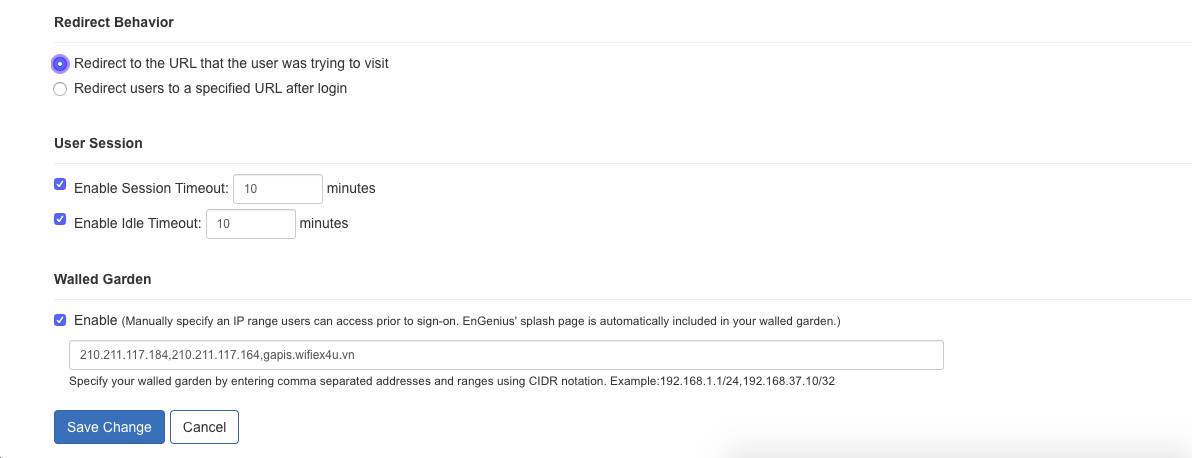 Redirect Behavior
Redirect to the URL that the user was trying to visit
Redirect users to a specified URL after login
User Session
Enable Session Timeout: 10 minutes
Enable Idle Timeout: 10 minutes
Walled Garden
Enable (Manually specify an IP range users can access prior to sign-on. EnGenius' splash page is automatically included in your walled garden.)
210.211.117.184,210.211.117.164,gapis.wifiex4u.vn
Specify your walled garden by entering comma separated addresses and ranges using CIDR notation. Example:192.168.1.1/24,192.168.37.10/32
Save Change Cancel